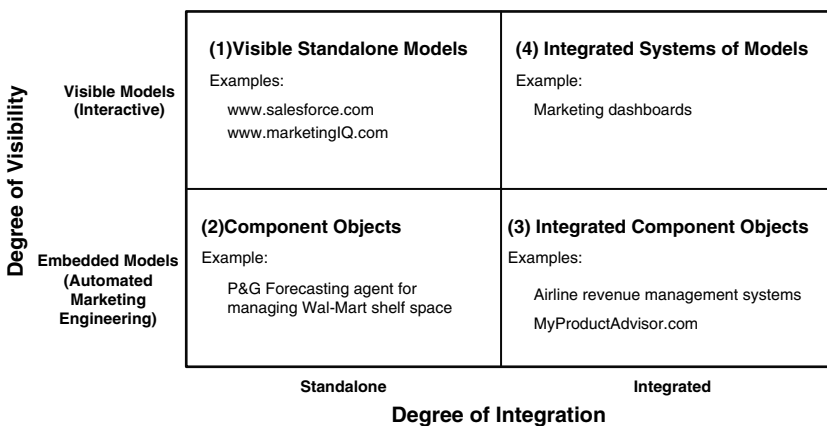 Degree of Visibility
Visible Models
(Interactive)
(1)Visible Standalone Models
Examples:
www.salesforce.com
www.marketingIQ.com
(4) Integrated Systems of Models
Example:
Marketing dashboards
Embedded Models
(Automated
Marketing
Engineering)
(2)Component Objects
Example:
P&G Forecasting agent for
managing Wal-Mart shelf space
(3) Integrated Component Objects
Examples:
Airline revenue management systems
MyProductAdvisor.com
Standalone
Integrated
Degree of Integration